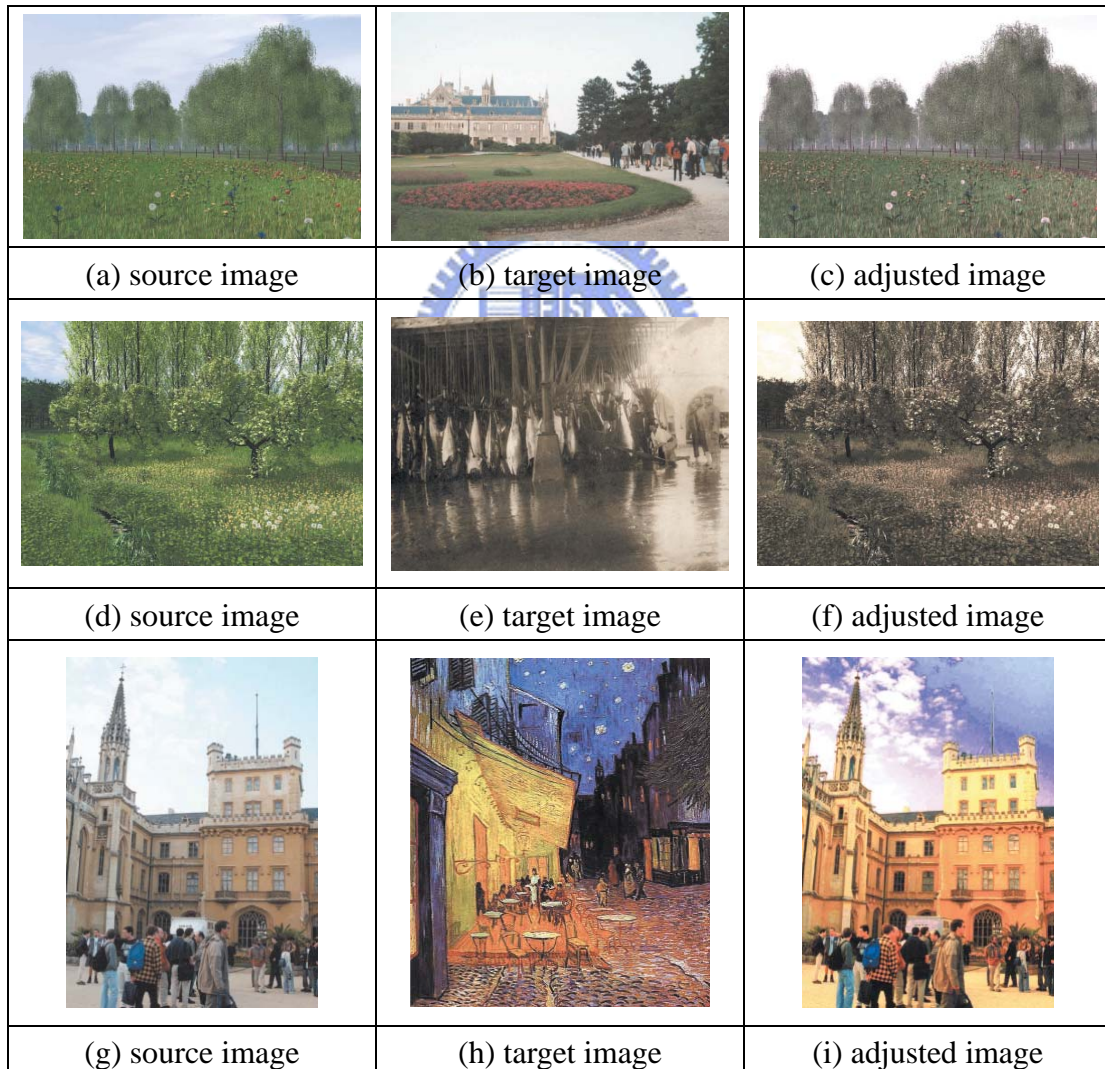 (a) source image
(b) target image
(c) adjusted image
(d) source image
(e) target image
(f) adjusted image
(g) source image
(h) target image
(i) adjusted image